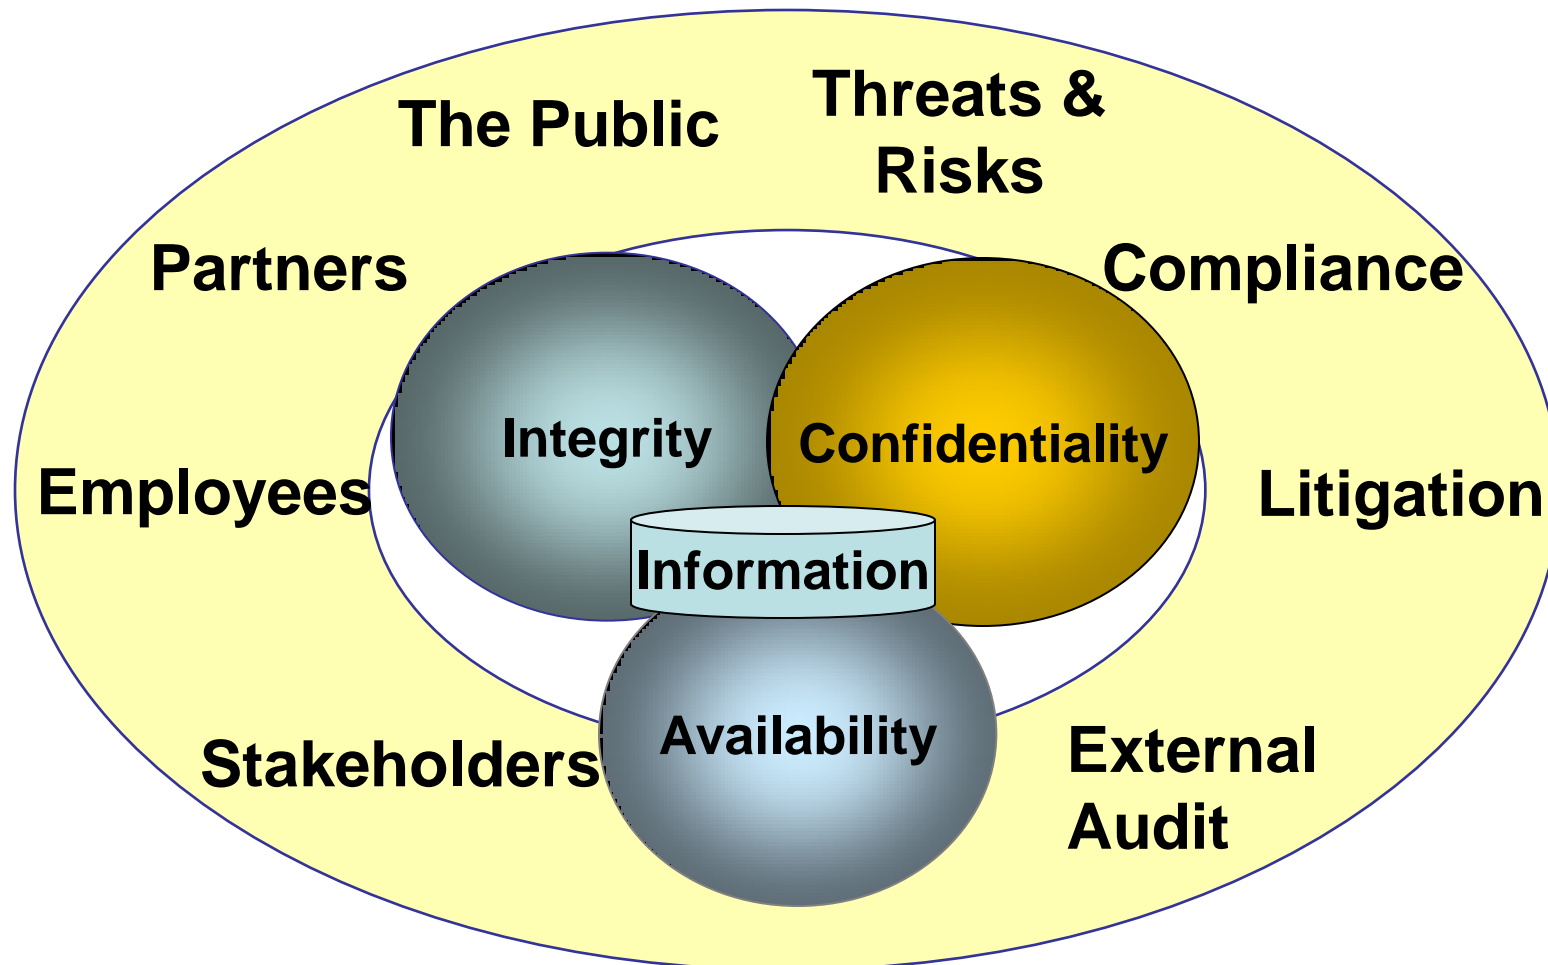 The Public
Threats &
Risks
Partners
Compliance
Integrity
Confidentiality
Employees
Litigation
Information
Availability
Stakeholders
External
Audit